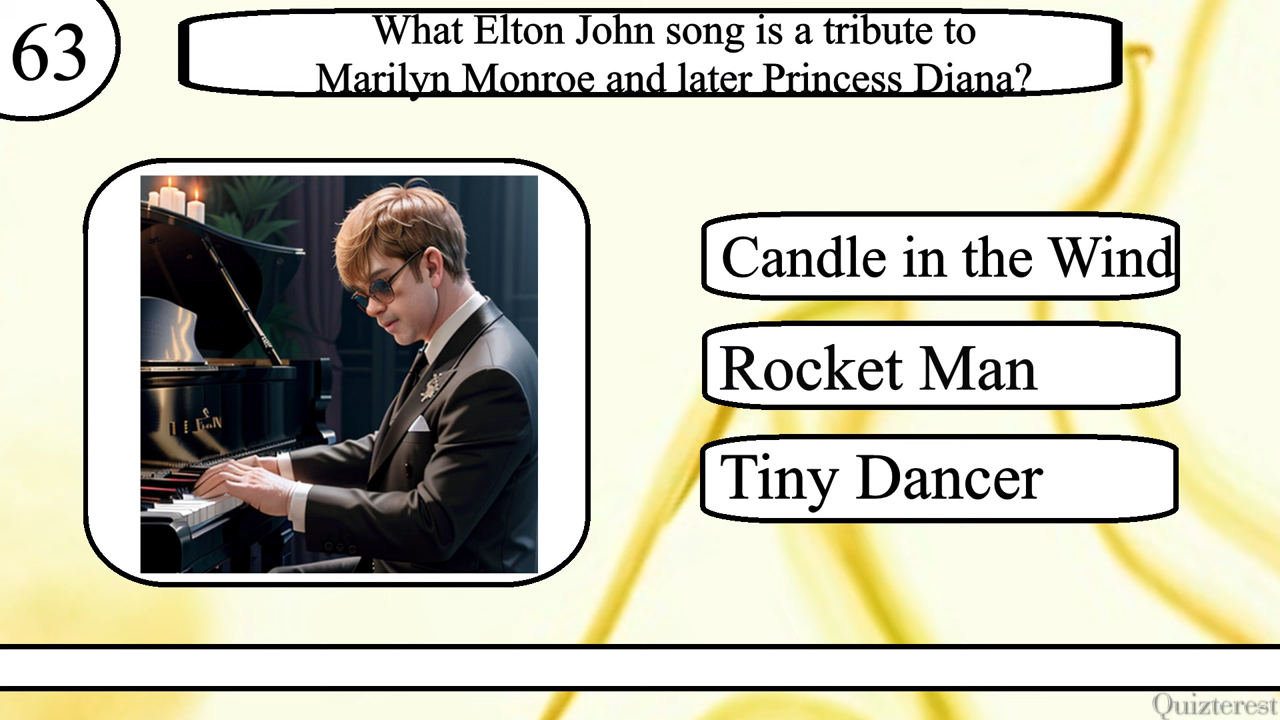 63
What Elton John song is a tribute to
Marilyn Monroe and later Princess Diana?
Candle in the Wind
Rocket Man
Tiny Dancer
Quizterest